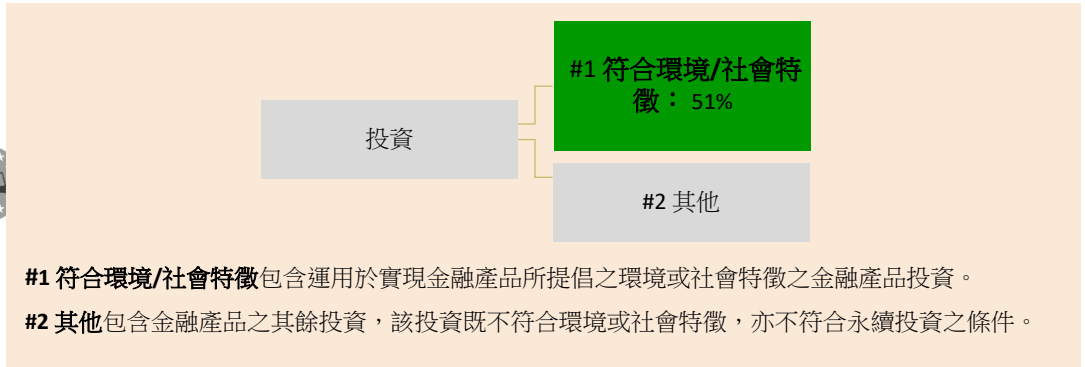 #1 符合環境/社會特
徵： 51%
投資
#2 其他
#1 符合環境/社會特徵包含運用於實現金融產品所提倡之環境或社會特徵之金融產品投資。
#2 其他包含金融產品之其餘投資，該投資既不符合環境或社會特徵，亦不符合永續投資之條件。